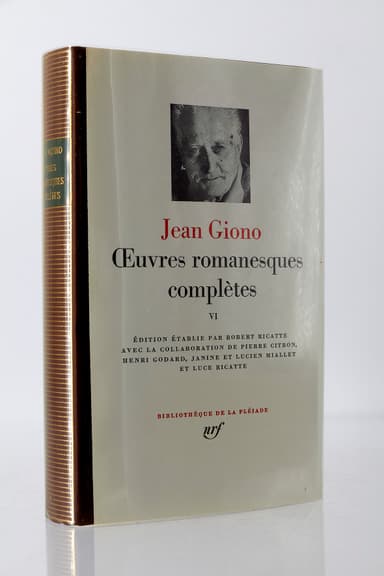 Jean Giono
Œuvres romanesques
complètes
VI
ÉDITION ÉTABLIE PAR ROBERT RICATTE
AVEC LA COLLABORATION DE PIERRE CITRON,
HENRI GODARD, JANINE ET LUCIEN MIALLET
ET LUCE RICATTE
BIBLIOTHÈQUE DE LA PLÉIADE
nrf